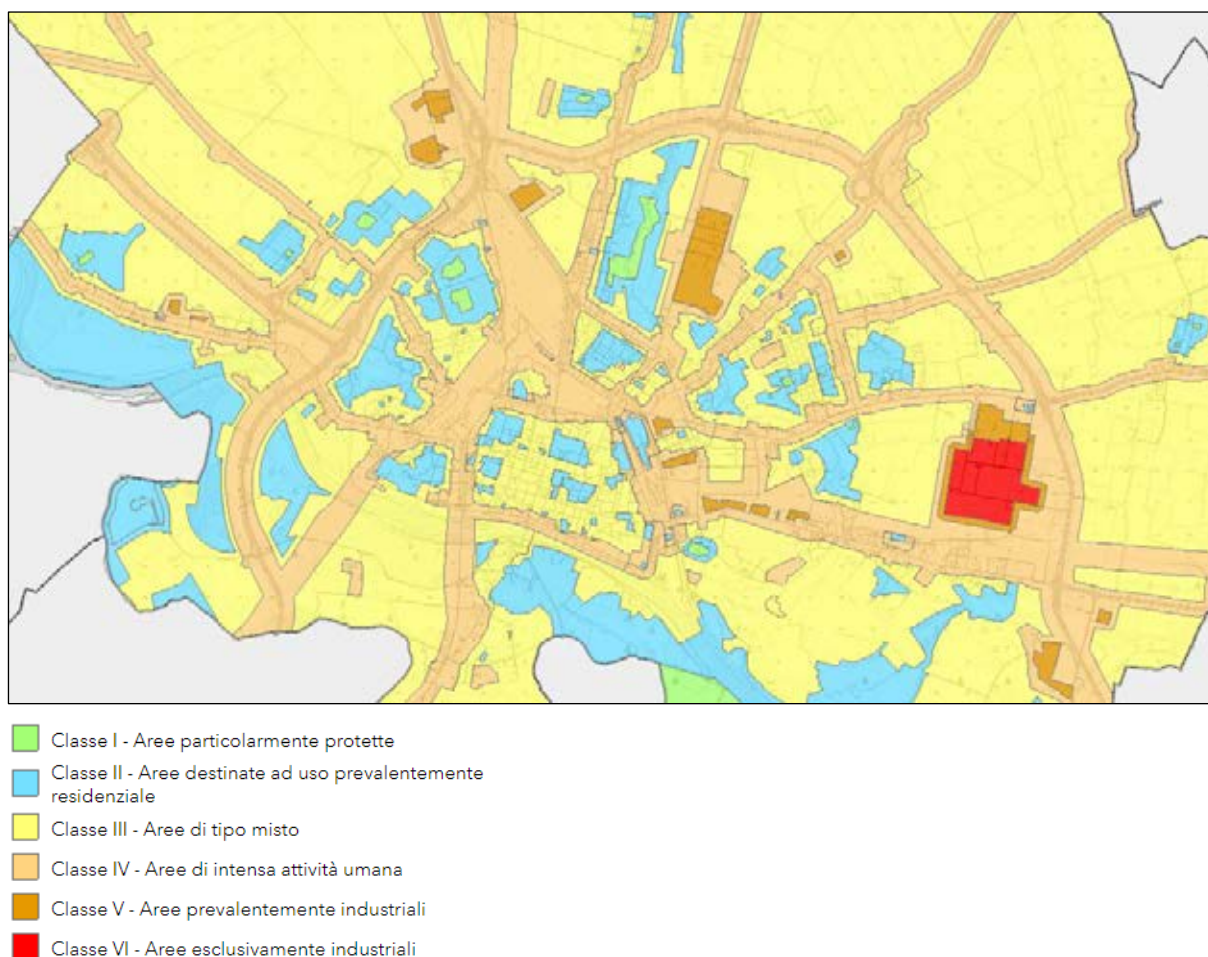 Classe I - Aree particolarmente protette
Classe II - Aree destinate ad uso prevalentemente
residenziale
Classe III - Aree di tipo misto
Classe IV - Aree di intensa attività umana
Classe V - Aree prevalentemente industriali
Classe VI - Aree esclusivamente industriali